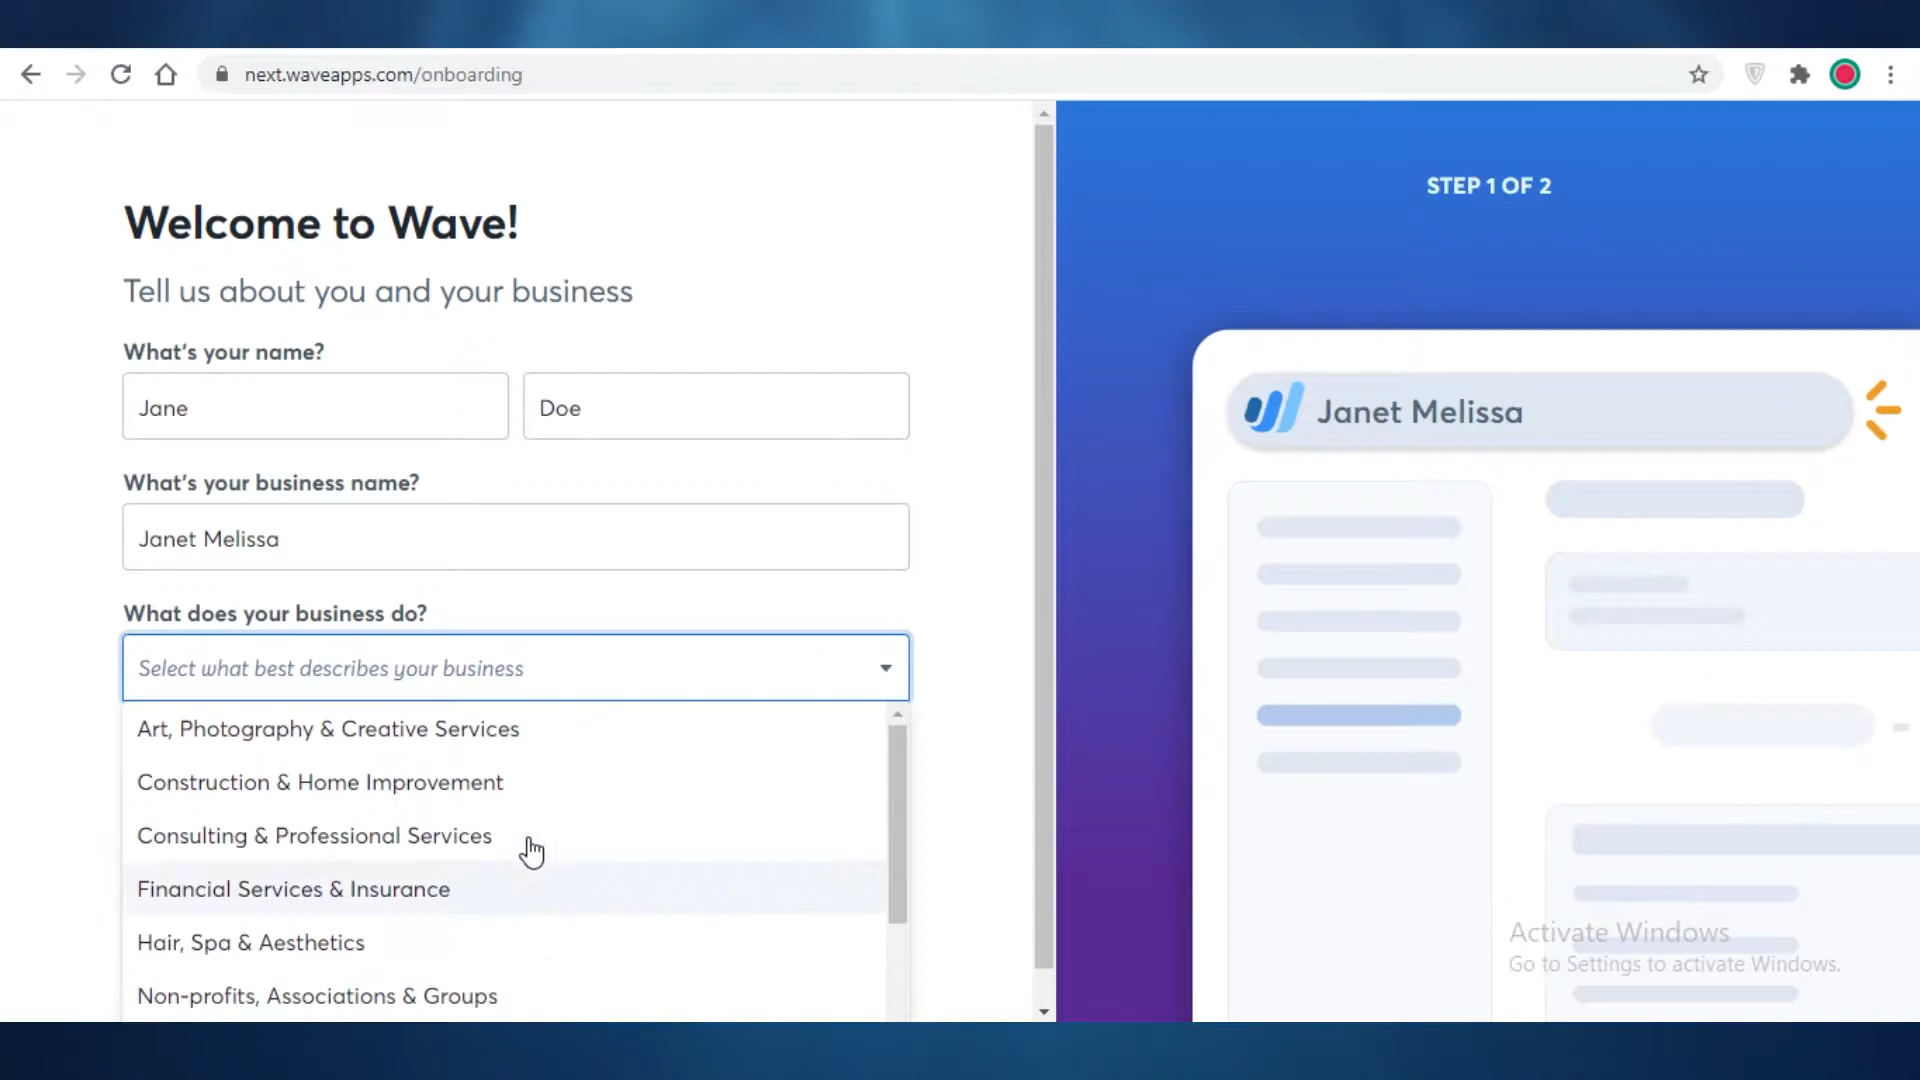 next.waveapps.com/onboarding
Welcome to Wave!
Tell us about you and your business
What's your name?
Jane
Doe
What's your business name?
Janet Melissa
What does your business do?
Select what best describes your business
Art, Photography & Creative Services
Construction & Home Improvement
Consulting & Professional Services
Financial Services & Insurance
Hair, Spa & Aesthetics
Non-profits, Associations & Groups
STEP 1 OF 2
Janet Melissa
Activate Windows
Go to Settings to activate Windows.